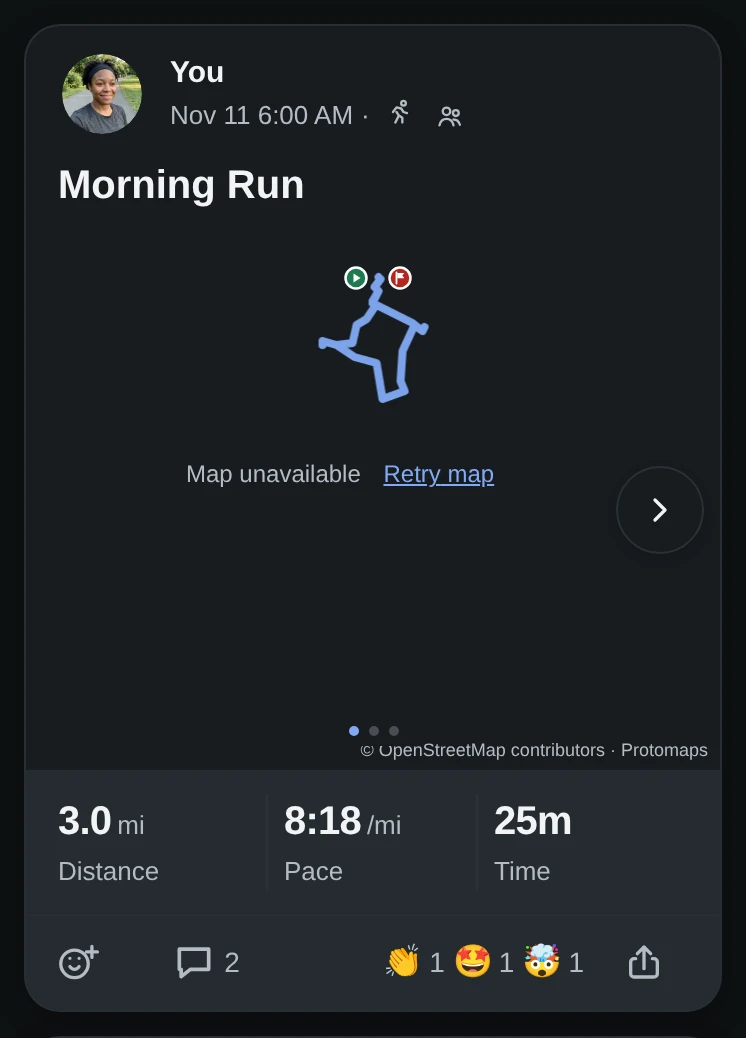 You
Nov 11 6:00 AM ·
Morning Run
Map unavailable Retry map
© OpenStreetMap contributors · Protomaps
3.0 mi 8:18 /mi 25m
Distance Pace Time
2 1 1 1